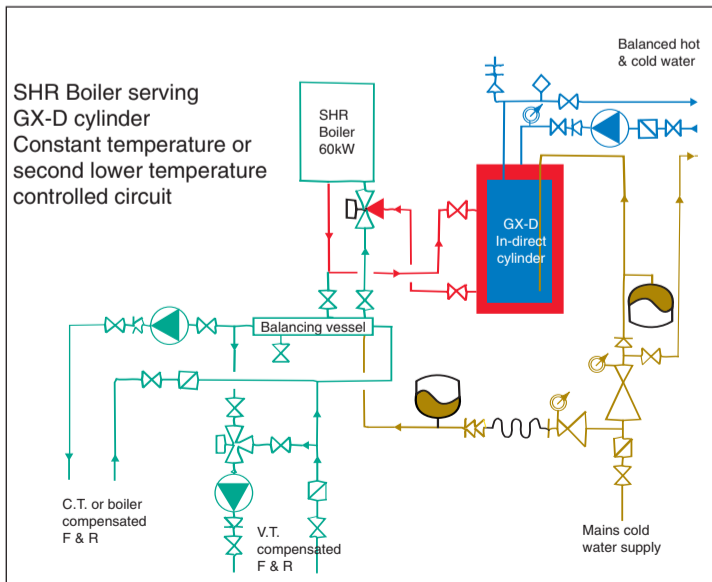 SHR Boiler serving
GX-D cylinder
Constant temperature or
second lower temperature
controlled circuit
SHR
Boiler
60kW
Balanced hot
& cold water
GX-D
In-direct
cylinder
Balancing vessel
C.T. or boiler
compensated
F & R
V.T.
compensated
F & R
Mains cold
water supply